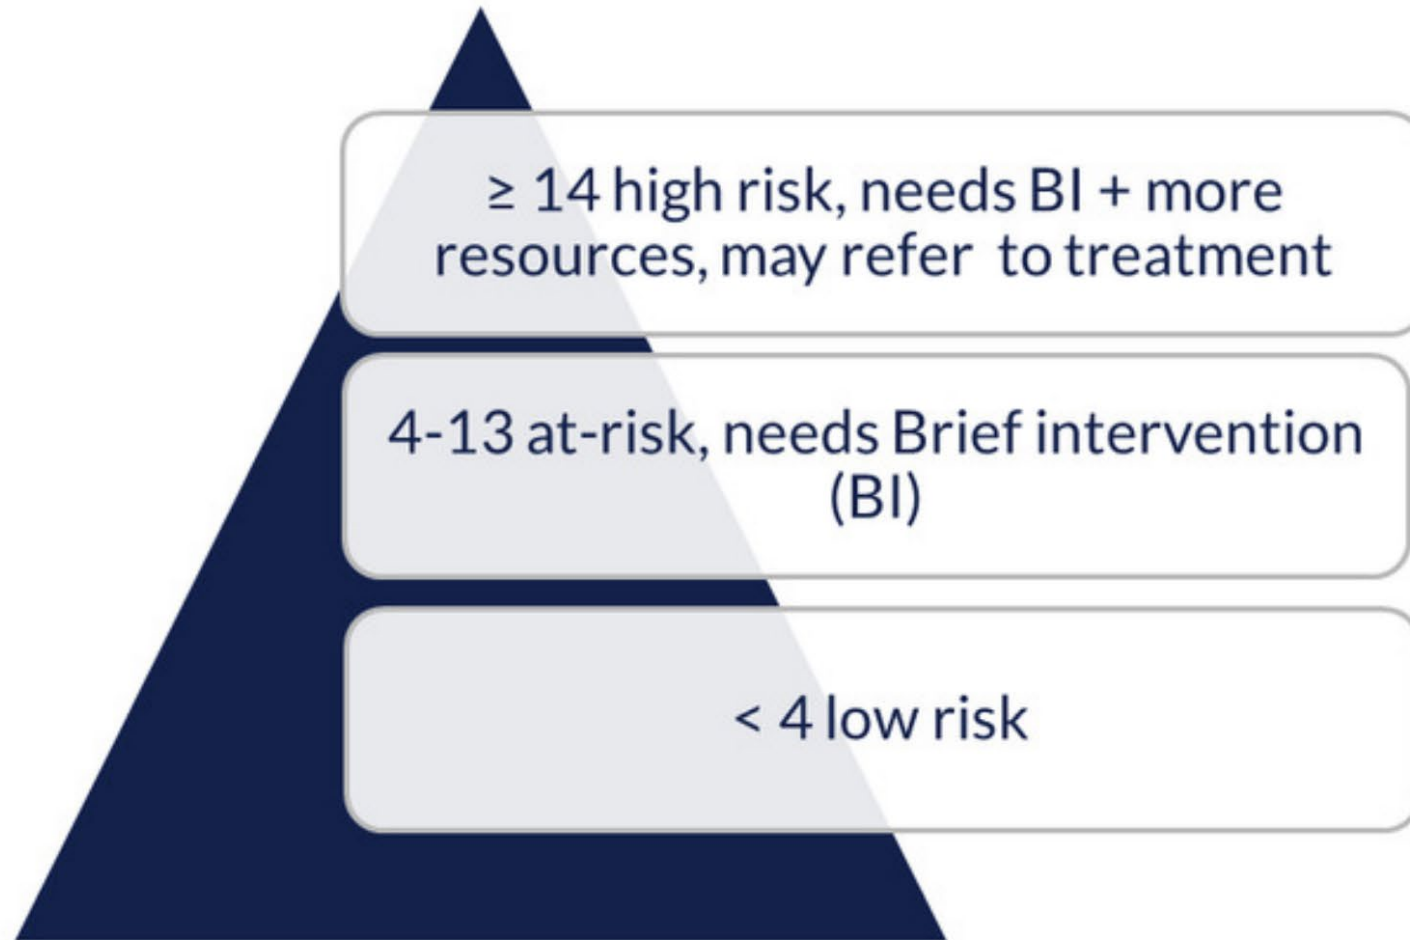 ≥ 14 high risk, needs BI + more
resources, may refer to treatment
4-13 at-risk, needs Brief intervention
(BI)
< 4 low risk